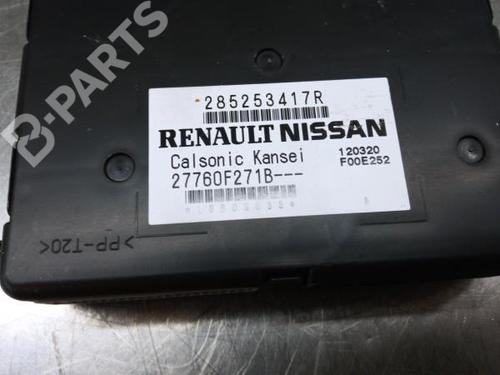 B-PARTS
285253417R
RENAULT NISSAN
Calsonic Kansei
120320
27760F271B---
F00E252
>PP-T20<